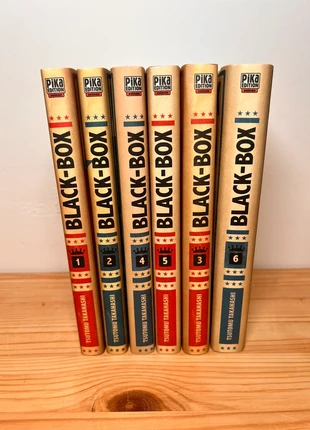 PIKA
EDITION
BLACK-BOX
1
TSUTOMU TAKAHASHI
PIKA
EDITION
BLACK-BOX
2
TSUTOMU TAKAHASHI
PIKA
EDITION
BLACK-BOX
4
TSUTOMU TAKAHASHI
PIKA
EDITION
BLACK-BOX
5
TSUTOMU TAKAHASHI
PIKA
EDITION
BLACK-BOX
3
TSUTOMU TAKAHASHI
PIKA
EDITION
BLACK-BOX
6
TSUTOMU TAKAHASHI